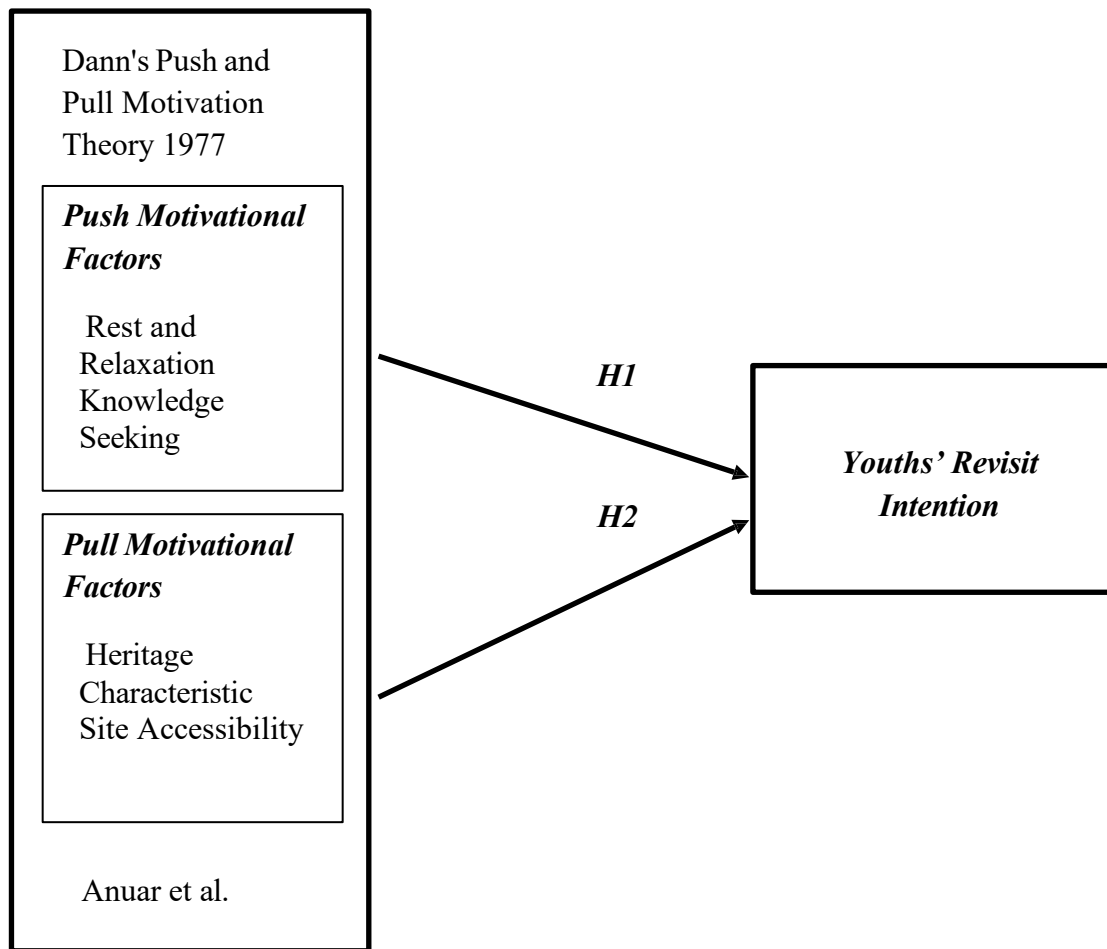 Dann's Push and
Pull Motivation
Theory 1977
Push Motivational
Factors
Rest and
Relaxation
Knowledge
Seeking
H1
Youths’ Revisit
Intention
H2
Pull Motivational
Factors
Heritage
Characteristic
Site Accessibility
Anuar et al.